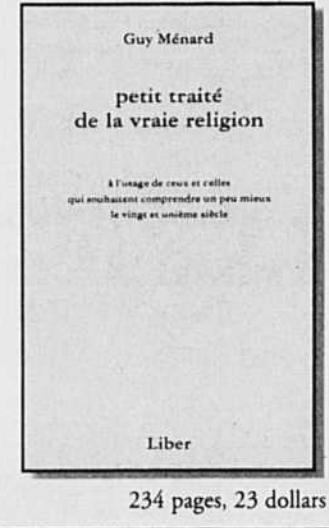 Guy Ménard
petit traité
de la vraie religion
à l'usage de ceux et celles
qui souhaitent comprendre un peu mieux
le vingt et unième siècle
Liber
234 pages, 23 dollars